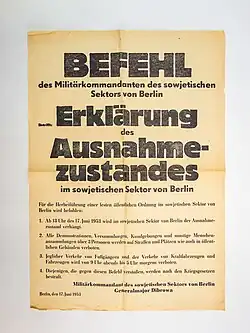 BEFEHL
des Militärkommandanten des sowjetischen
Sektors von Berlin
Betrifft: Erklärung
des
Ausnahme-
zustandes
im sowjetischen Sektor von Berlin
Für die Herbeiführung einer festen öffentlichen Ordnung im sowjetischen Sektor von
Berlin wird befohlen:
1. Ab 13 Uhr des 17. Juni 1953 wird im sowjetischen Sektor von Berlin der Ausnahme-
zustand verhängt.
2. Alle Demonstrationen, Versammlungen, Kundgebungen und sonstige Menschen-
ansammlungen über 3 Personen werden auf Straßen und Plätzen wie auch in öffent-
lichen Gebäuden verboten.
3. Jeglicher Verkehr von Fußgängern und der Verkehr von Kraftfahrzeugen und
Fahrzeugen wird von 9 Uhr abends bis 5 Uhr morgens verboten.
4. Diejenigen, die gegen diesen Befehl verstoßen, werden nach den Kriegsgesetzen
bestraft.
Militärkommandant des sowjetischen Sektors von Berlin
Generalmajor Dibrowa
Berlin, den 17. Juni 1953